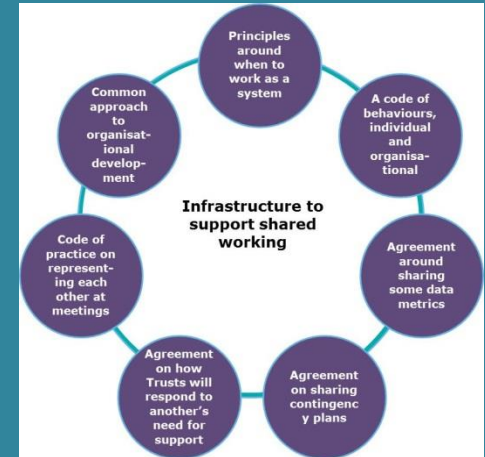 Principles
around
when to
work as a
system
A code of
behaviours,
individual
and
organisa-
tional
Agreement
around
sharing
some data
metrics
Agreement
on sharing
contingenc
y plans
Agreement
on how
Trusts will
respond to
another's
need for
support
Code of
practice on
represent-
ing each
other at
meetings
Common
approach
to
organisat-
ional
develop-
ment
Infrastructure to
support shared
working